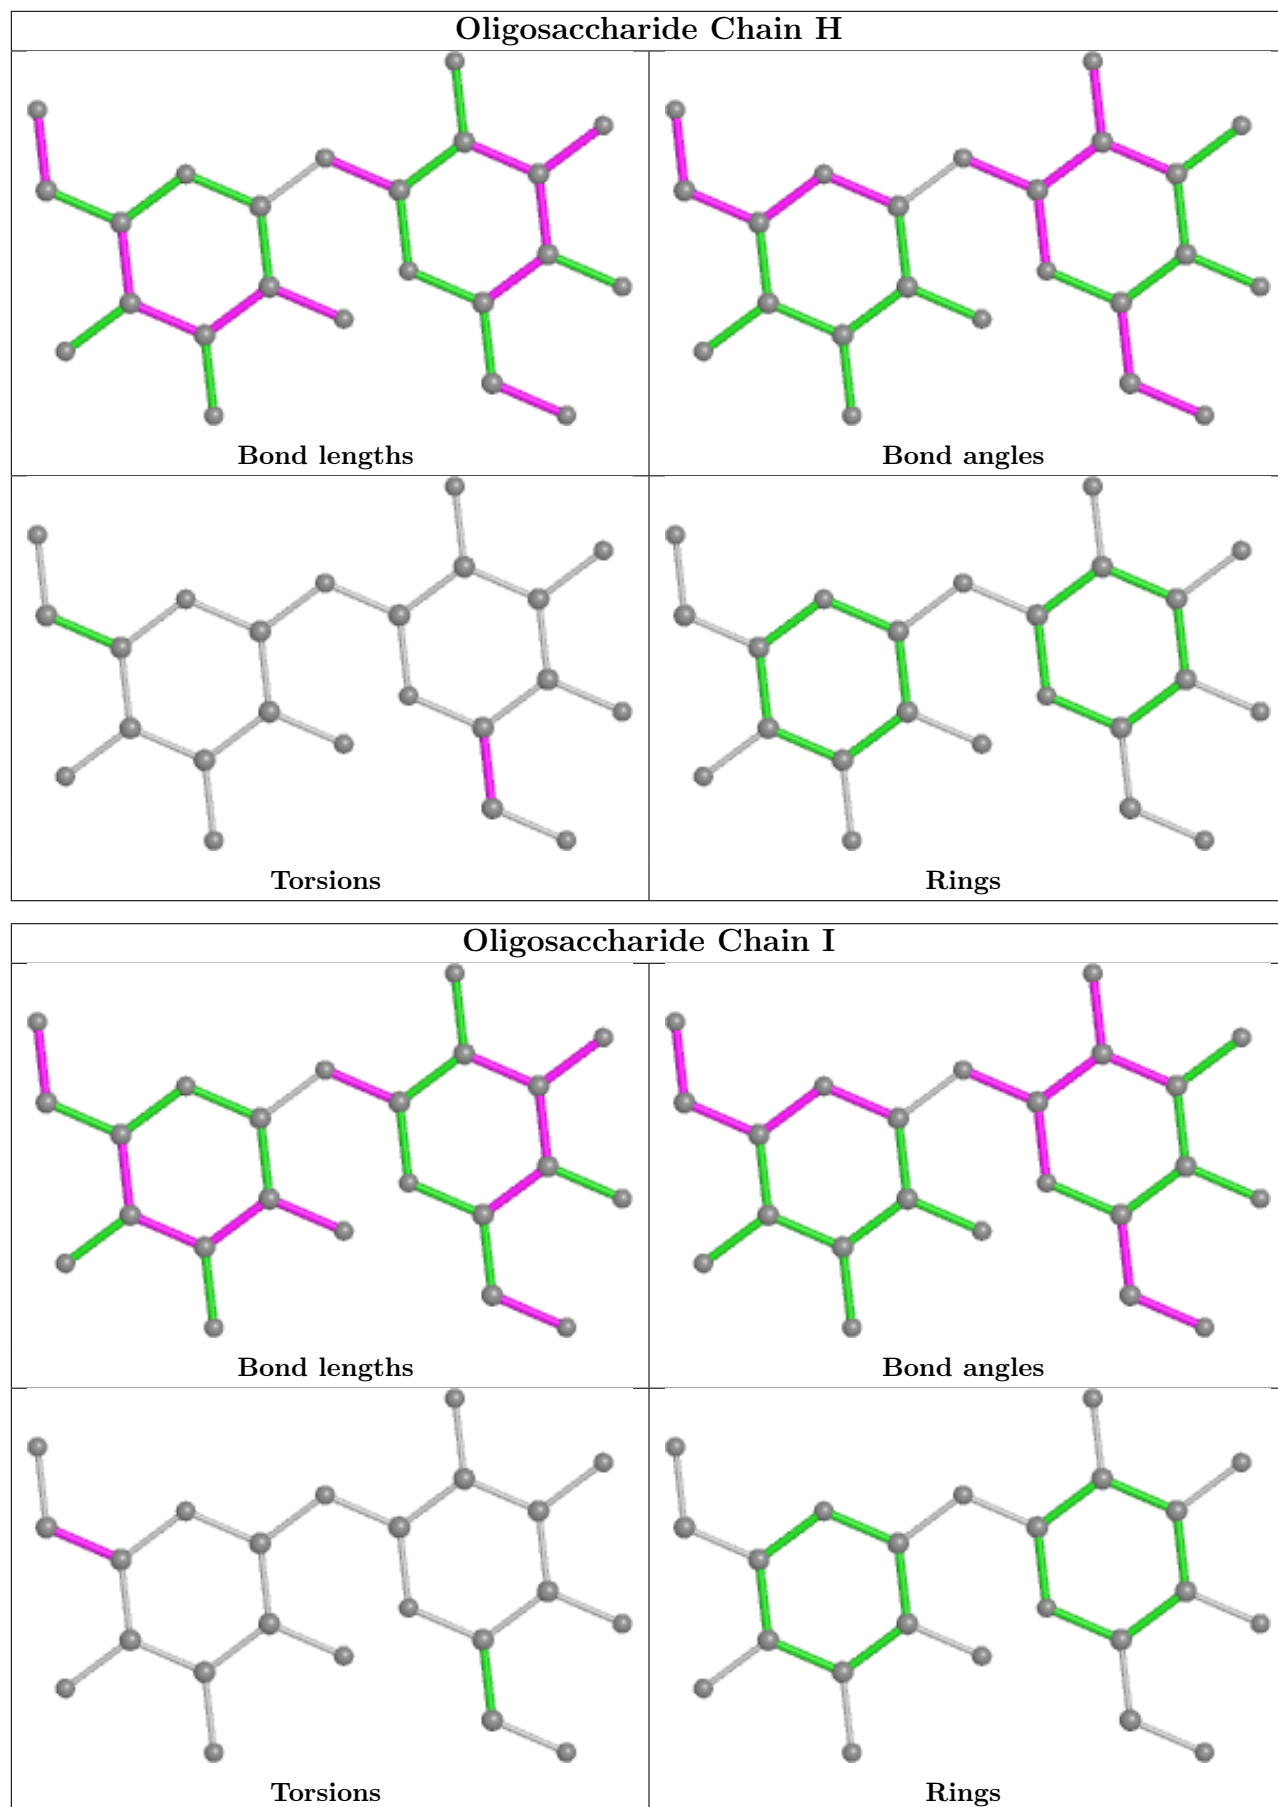 Oligosaccharide Chain H
Bond lengths
Bond angles
Torsions
Rings
Oligosaccharide Chain I
Bond lengths
Bond angles
Torsions
Rings